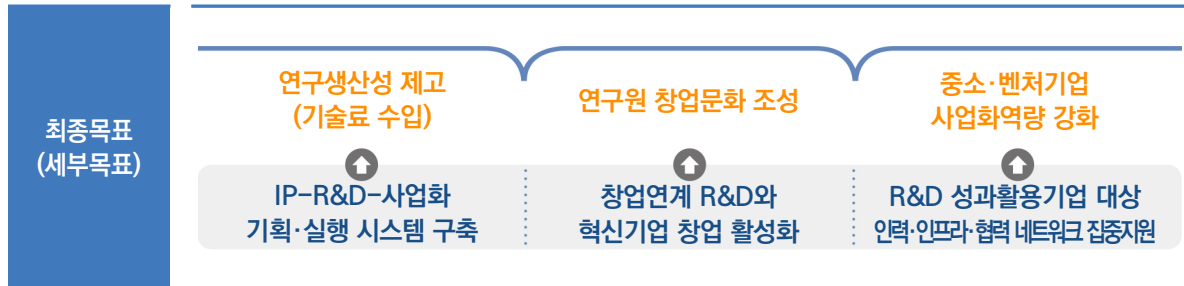 최종목표
(세부목표)
연구생산성 제고
(기술료 수입)
연구원 창업문화 조성
중소·벤처기업
사업화역량 강화
IP-R&D-사업화
기획·실행 시스템 구축
창업연계 R&D와
혁신기업 창업 활성화
R&D 성과활용기업 대상
인력·인프라·협력 네트워크 집중지원